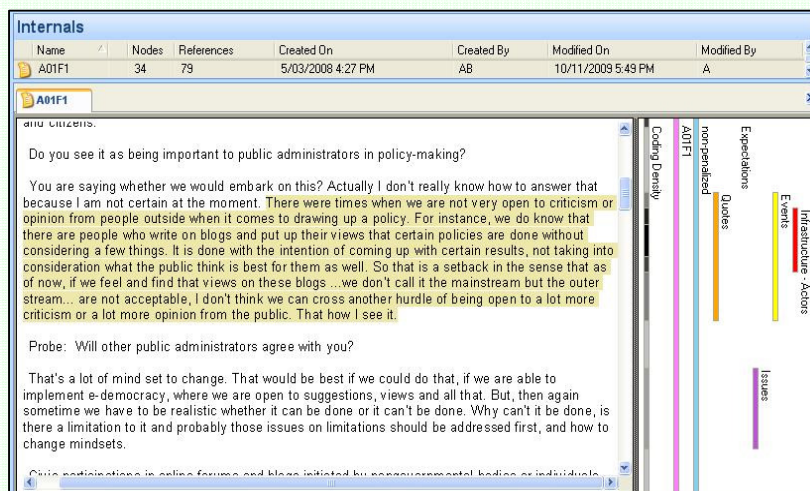 Internals
Name Nodes References Created On Created By Modified On Modified By
A01F1 34 79 5/03/2008 4:27 PM AB 10/11/2009 5:49 PM A
A01F1
and citizens.
Do you see it as being important to public administrators in policy-making?
You are saying whether we would embark on this? Actually I don't really know how to answer that
because I am not certain at the moment. There were times when we are not very open to criticism or
opinion from people outside when it comes to drawing up a policy. For instance, we do know that
there are people who write on blogs and put up their views that certain policies are done without
considering a few things. It is done with the intention of coming up with certain results, not taking into
consideration what the public think is best for them as well. So that is a setback in the sense that as
of now, if we feel and find that views on these blogs ...we don't call it the mainstream but the outer
stream... are not acceptable, I don't think we can cross another hurdle of being open to a lot more
criticism or a lot more opinion from the public. That how I see it.
Probe: Will other public administrators agree with you?
That's a lot of mind set to change. That would be best if we could do that, if we are able to
implement e-democracy, where we are open to suggestions, views and all that. But, then again
sometime we have to be realistic whether it can be done or it can't be done. Why can't it be done, is
there a limitation to it and probably those issues on limitations should be addressed first, and how to
change mindsets.
Civic participations in online forums and blogs initiated by nongovernmental bodies or individuals
Coding Density
A01F1
non-penalized
Quotes
Expectations
Issues
Events
Infrastructure - Actors